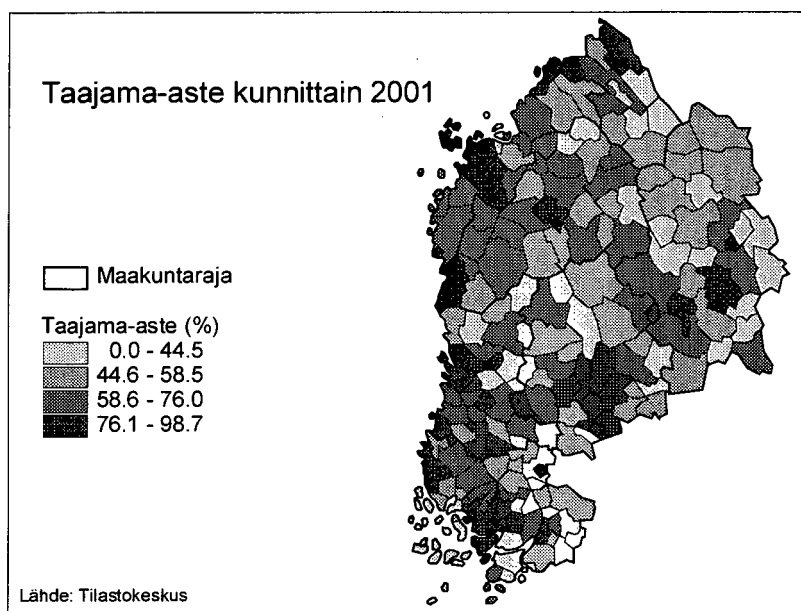 Taajama-aste kunnittain 2001
Maakuntaraja
Taajama-aste (%)
0.0 - 44.5
44.6 - 58.5
58.6 - 76.0
76.1 - 98.7
Lähde: Tilastokeskus